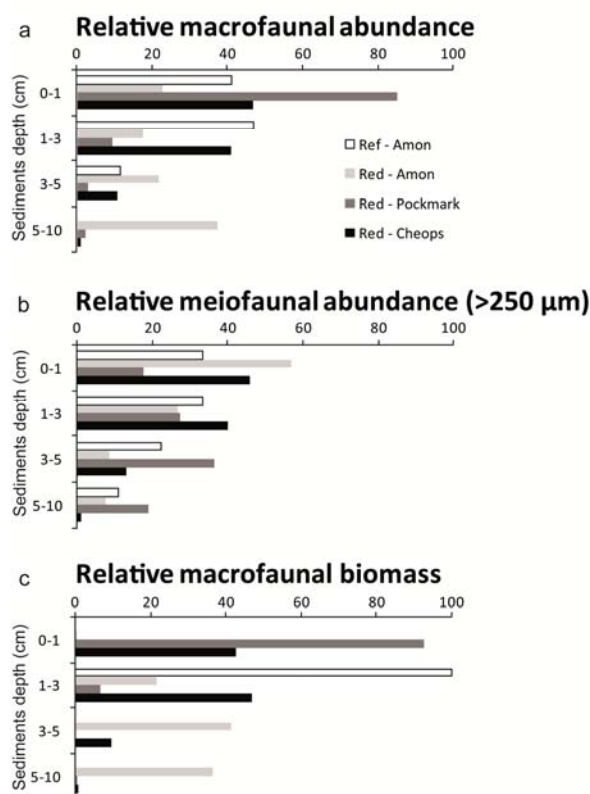 a Relative macrofaunal abundance
0 20 40 60 80 100
Sediments depth (cm)
0-1
1-3
3-5
5-10
Ref - Amon
Red - Amon
Red - Pockmark
Red - Cheops
b Relative meiofaunal abundance (>250 µm)
0 20 40 60 80 100
Sediments depth (cm)
0-1
1-3
3-5
5-10
c Relative macrofaunal biomass
0 20 40 60 80 100
Sediments depth (cm)
0-1
1-3
3-5
5-10